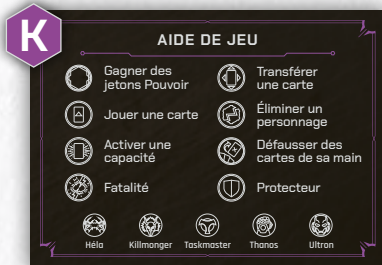 K
AIDE DE JEU
Gagner des
jetons Pouvoir
Transférer
une carte
Jouer une carte
Éliminer un
personnage
Activer une
capacité
Défausser des
cartes de sa main
Fatalité
Protecteur
Héla
Killmonger
Taskmaster
Thanos
Ultron